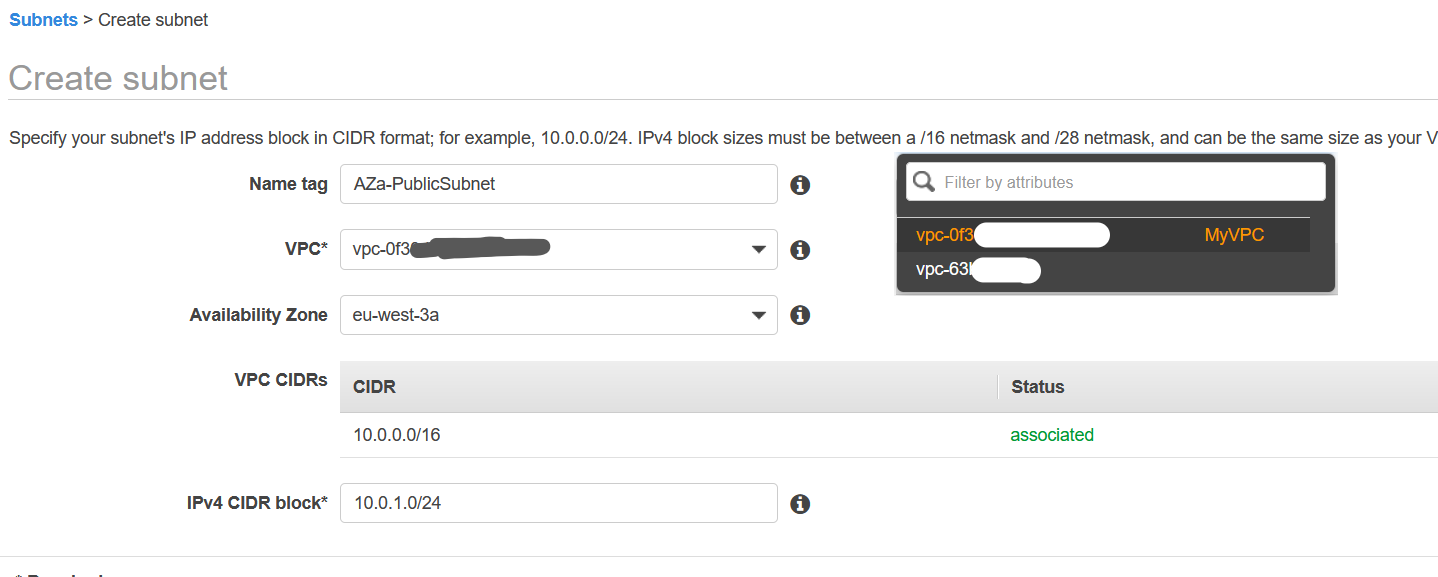 Subnets > Create subnet
Create subnet
Specify your subnet's IP address block in CIDR format; for example, 10.0.0.0/24. IPv4 block sizes must be between a /16 netmask and /28 netmask, and can be the same size as your V
Name tag AZa-PublicSubnet
Filter by attributes
vpc-0f3 MyVPC
vpc-63
VPC* vpc-0f3
Availability Zone eu-west-3a
VPC CIDRs CIDR Status
10.0.0.0/16 associated
IPv4 CIDR block* 10.0.1.0/24